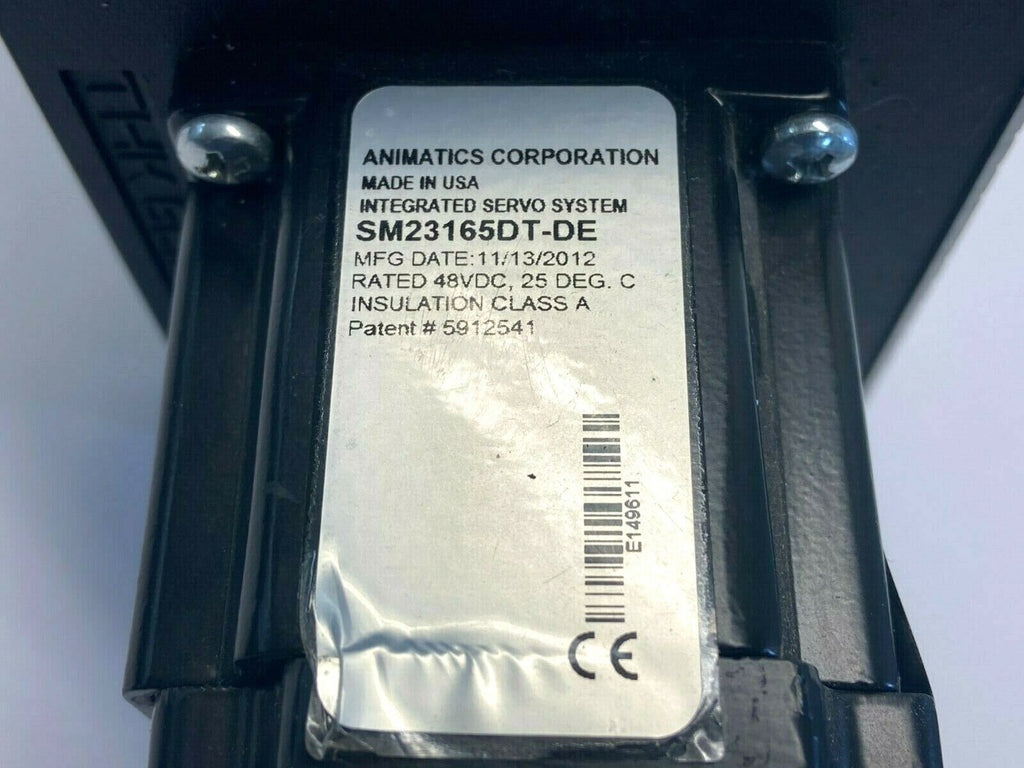 THK
ANIMATICS CORPORATION
MADE IN USA
INTEGRATED SERVO SYSTEM
SM23165DT-DE
MFG DATE:11/13/2012
RATED 48VDC, 25 DEG. C
INSULATION CLASS A
Patent # 5912541
E149611
CE